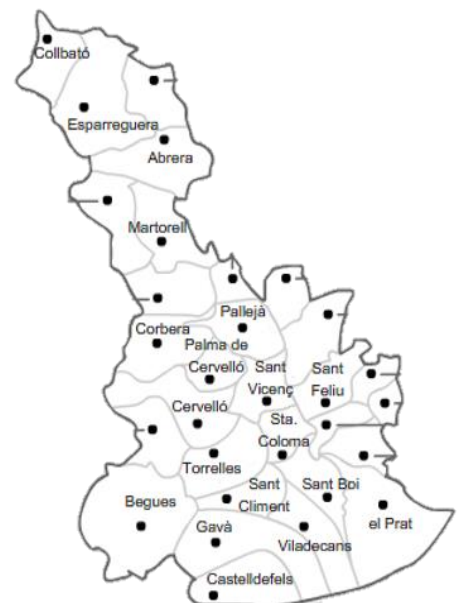 Collbató
Esparreguera
Abrera
Martorell
Pallejà
Corbera
Palma de
Cervelló
Sant
Vicenç
Sant
Feliu
Cervelló
Sta.
Coloma
Torrelles
Sant
Climent
Sant Boi
Begues
Gavà
Viladecans
el Prat
Castelldefels